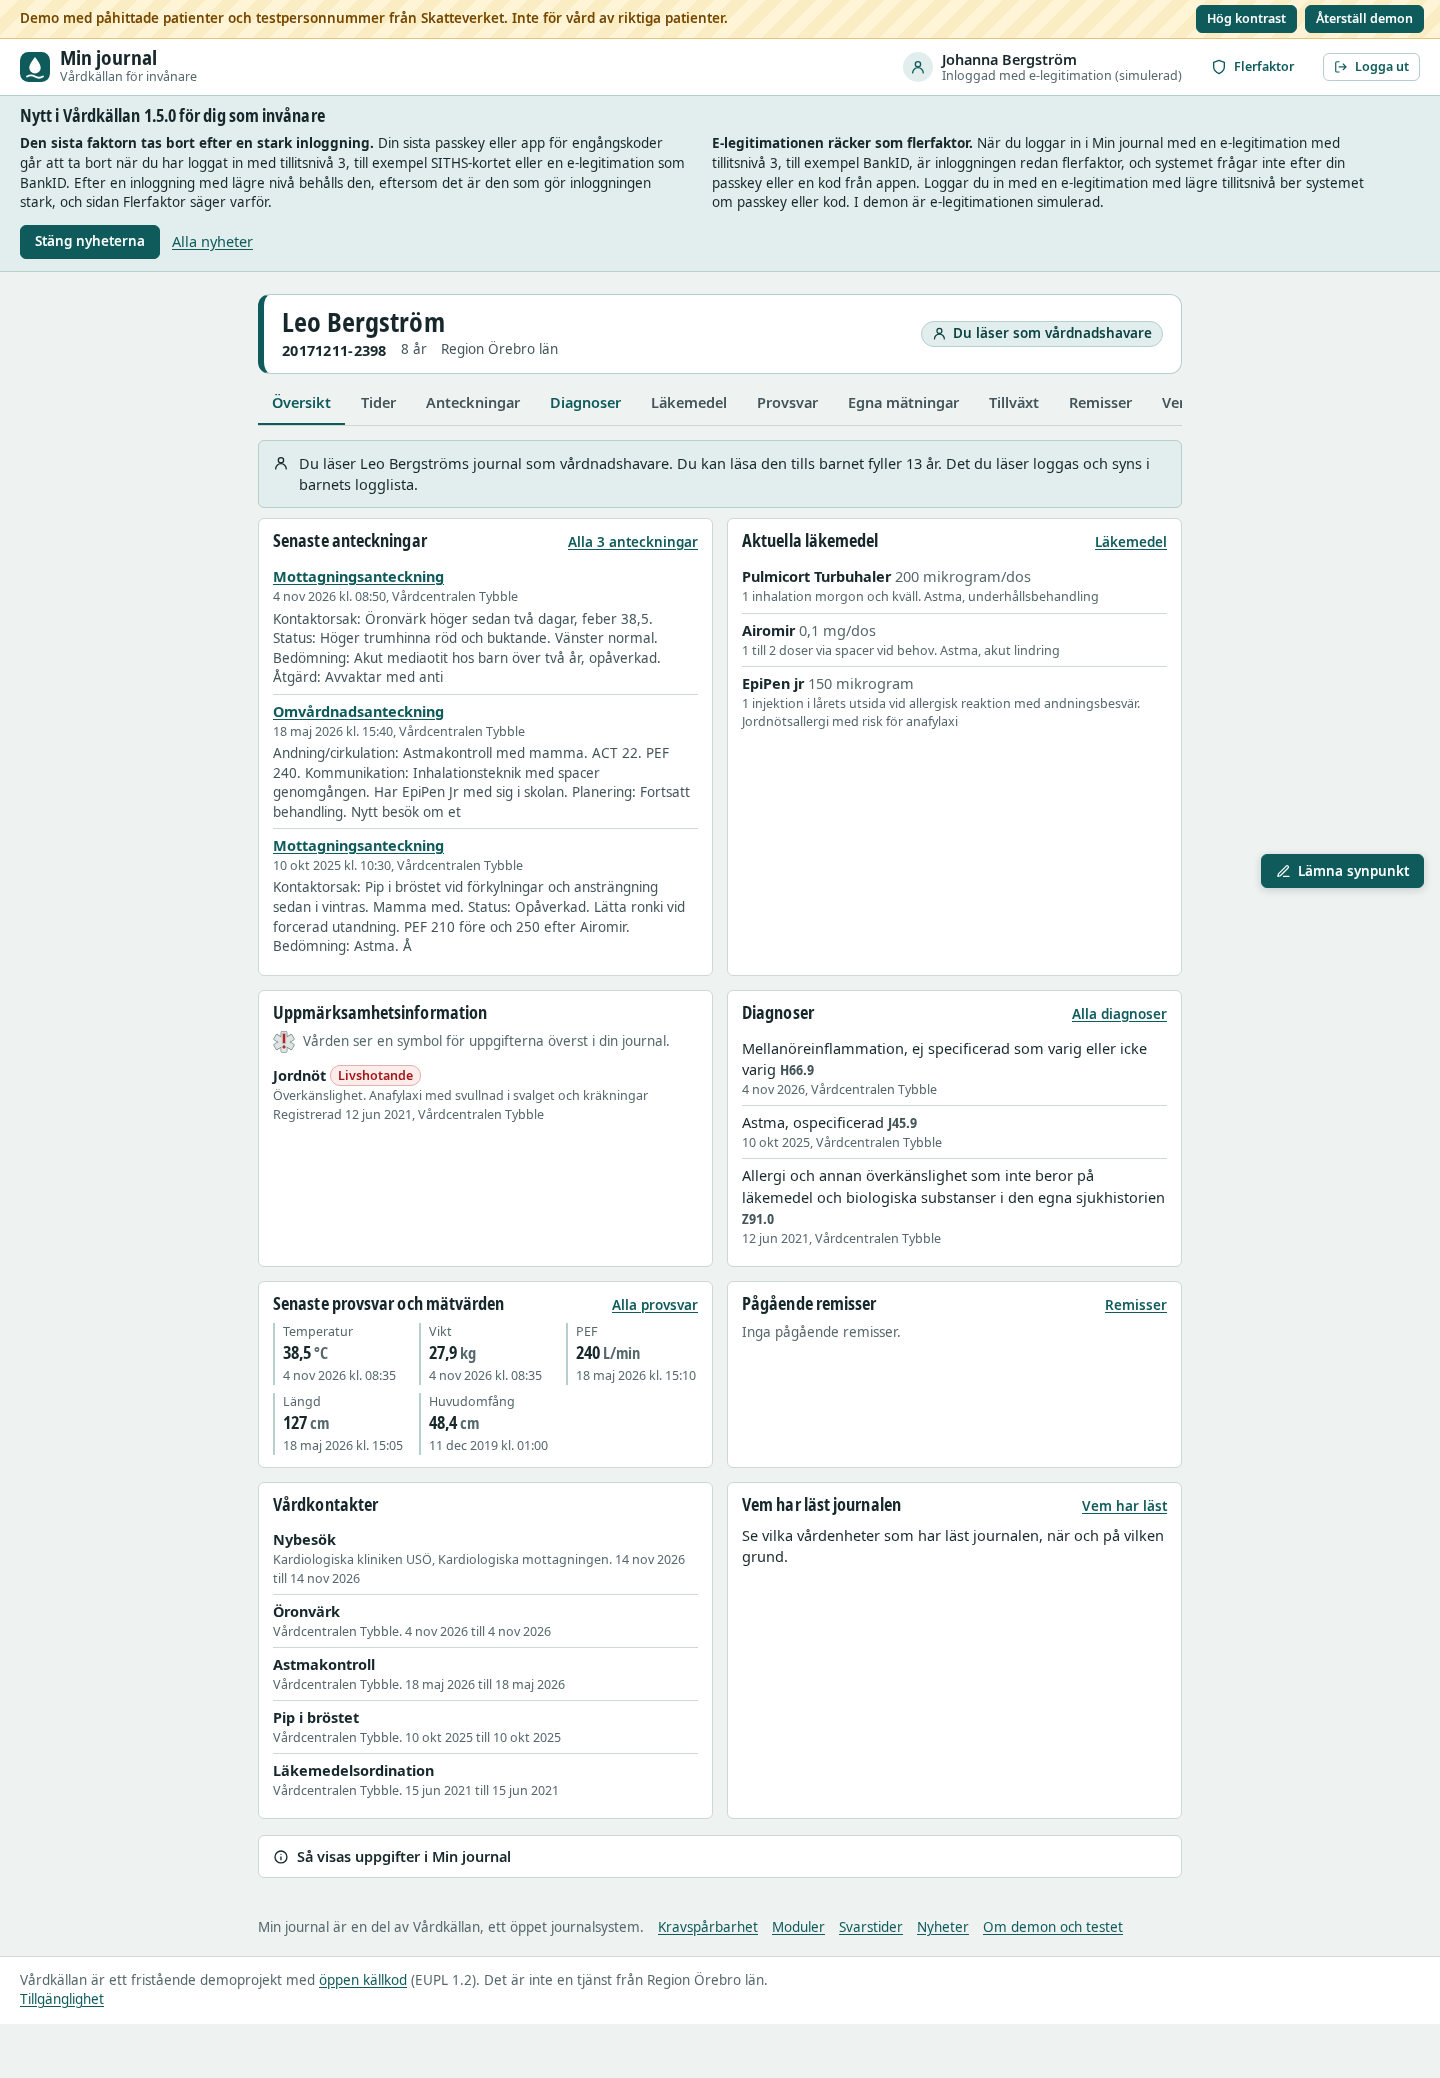 Demo med påhittade patienter och testpersonnummer från Skatteverket. Inte för vård av riktiga patienter.
Hög kontrast
Återställ demon
Min journal
Vårdkällan för invånare
Johanna Bergström
Inloggad med e-legitimation (simulerad)
Flerfaktor
Logga ut
Nytt i Vårdkällan 1.5.0 för dig som invånare
Den sista faktorn tas bort efter en stark inloggning. Din sista passkey eller app för engångskoder
går att ta bort när du har loggat in med tillitsnivå 3, till exempel SITHS-kortet eller en e-legitimation som
BankID. Efter en inloggning med lägre nivå behålls den, eftersom det är den som gör inloggningen
stark, och sidan Flerfaktor säger varför.
E-legitimationen räcker som flerfaktor. När du loggar in i Min journal med en e-legitimation med
tillitsnivå 3, till exempel BankID, är inloggningen redan flerfaktor, och systemet frågar inte efter din
passkey eller en kod från appen. Loggar du in med en e-legitimation med lägre tillitsnivå ber systemet
om passkey eller kod. I demon är e-legitimationen simulerad.
Stäng nyheterna
Alla nyheter
Leo Bergström
20171211-2398 8 år Region Örebro län
Du läser som vårdnadshavare
Översikt Tider Anteckningar Diagnoser Läkemedel Provsvar Egna mätningar Tillväxt Remisser Ver
Du läser Leo Bergströms journal som vårdnadshavare. Du kan läsa den tills barnet fyller 13 år. Det du läser loggas och syns i
barnets logglista.
Senaste anteckningar
Alla 3 anteckningar
Mottagningsanteckning
4 nov 2026 kl. 08:50, Vårdcentralen Tybble
Kontaktorsak: Öronvärk höger sedan två dagar, feber 38,5.
Status: Höger trumhinna röd och buktande. Vänster normal.
Bedömning: Akut mediaotit hos barn över två år, opåverkad.
Åtgärd: Avvaktar med anti
Omvårdnadsanteckning
18 maj 2026 kl. 15:40, Vårdcentralen Tybble
Andning/cirkulation: Astmakontroll med mamma. ACT 22. PEF
240. Kommunikation: Inhalationsteknik med spacer
genomgången. Har EpiPen Jr med sig i skolan. Planering: Fortsatt
behandling. Nytt besök om et
Mottagningsanteckning
10 okt 2025 kl. 10:30, Vårdcentralen Tybble
Kontaktorsak: Pip i bröstet vid förkylningar och ansträngning
sedan i vintras. Mamma med. Status: Opåverkad. Lätta ronki vid
forcerad utandning. PEF 210 före och 250 efter Airomir.
Bedömning: Astma. Å
Aktuella läkemedel
Läkemedel
Pulmicort Turbuhaler 200 mikrogram/dos
1 inhalation morgon och kväll. Astma, underhållsbehandling
Airomir 0,1 mg/dos
1 till 2 doser via spacer vid behov. Astma, akut lindring
EpiPen jr 150 mikrogram
1 injektion i lårets utsida vid allergisk reaktion med andningsbesvär.
Jordnötsallergi med risk för anafylaxi
Lämna synpunkt
Uppmärksamhetsinformation
Vården ser en symbol för uppgifterna överst i din journal.
Jordnöt Livshotande
Överkänslighet. Anafylaxi med svullnad i svalget och kräkningar
Registrerad 12 jun 2021, Vårdcentralen Tybble
Diagnoser
Alla diagnoser
Mellanöreinflammation, ej specificerad som varig eller icke
varig H66.9
4 nov 2026, Vårdcentralen Tybble
Astma, ospecificerad J45.9
10 okt 2025, Vårdcentralen Tybble
Allergi och annan överkänslighet som inte beror på
läkemedel och biologiska substanser i den egna sjukhistorien
Z91.0
12 jun 2021, Vårdcentralen Tybble
Senaste provsvar och mätvärden
Alla provsvar
Temperatur
38,5 °C
4 nov 2026 kl. 08:35
Vikt
27,9 kg
4 nov 2026 kl. 08:35
PEF
240 L/min
18 maj 2026 kl. 15:10
Längd
127 cm
18 maj 2026 kl. 15:05
Huvudomfång
48,4 cm
11 dec 2019 kl. 01:00
Pågående remisser
Remisser
Inga pågående remisser.
Vårdkontakter
Nybesök
Kardiologiska kliniken USÖ, Kardiologiska mottagningen. 14 nov 2026
till 14 nov 2026
Öronvärk
Vårdcentralen Tybble. 4 nov 2026 till 4 nov 2026
Astmakontroll
Vårdcentralen Tybble. 18 maj 2026 till 18 maj 2026
Pip i bröstet
Vårdcentralen Tybble. 10 okt 2025 till 10 okt 2025
Läkemedelsordination
Vårdcentralen Tybble. 15 jun 2021 till 15 jun 2021
Vem har läst journalen
Vem har läst
Se vilka vårdenheter som har läst journalen, när och på vilken
grund.
Så visas uppgifter i Min journal
Min journal är en del av Vårdkällan, ett öppet journalsystem. Kravspårbarhet Moduler Svarstider Nyheter Om demon och testet
Vårdkällan är ett fristående demoprojekt med öppen källkod (EUPL 1.2). Det är inte en tjänst från Region Örebro län.
Tillgänglighet